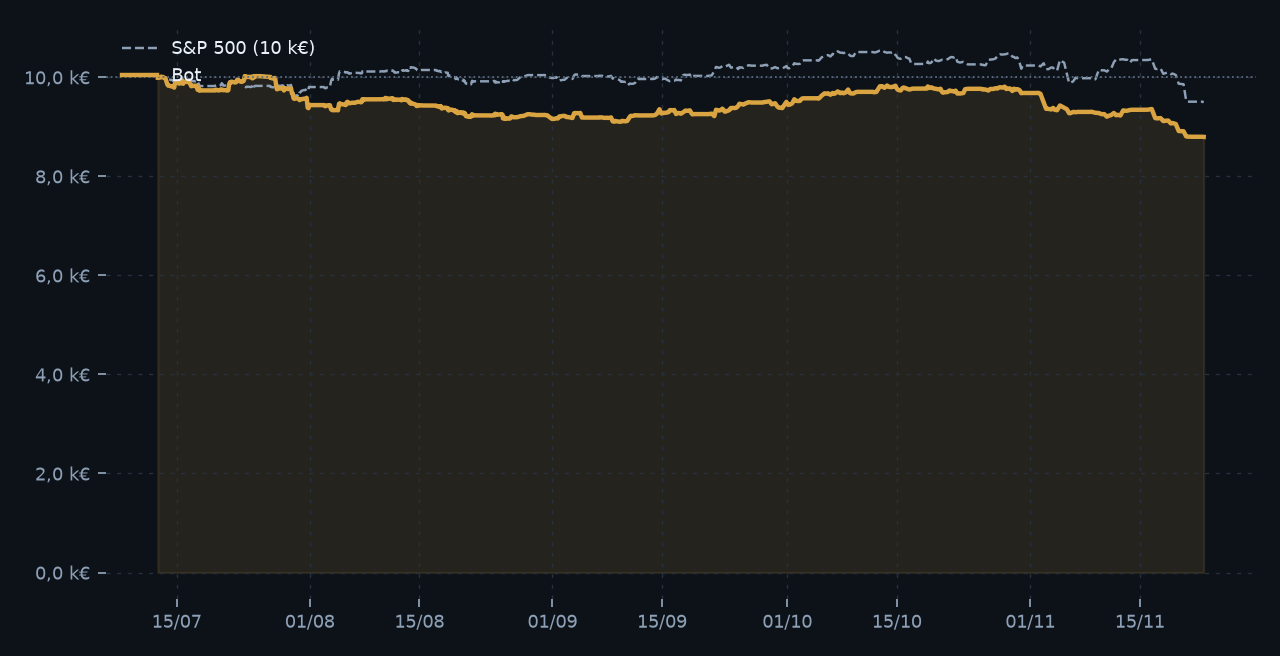 S&P 500 (10 k€)
Bot
10,0 k€
8,0 k€
6,0 k€
4,0 k€
2,0 k€
0,0 k€
15/07 01/08 15/08 01/09 15/09 01/10 15/10 01/11 15/11